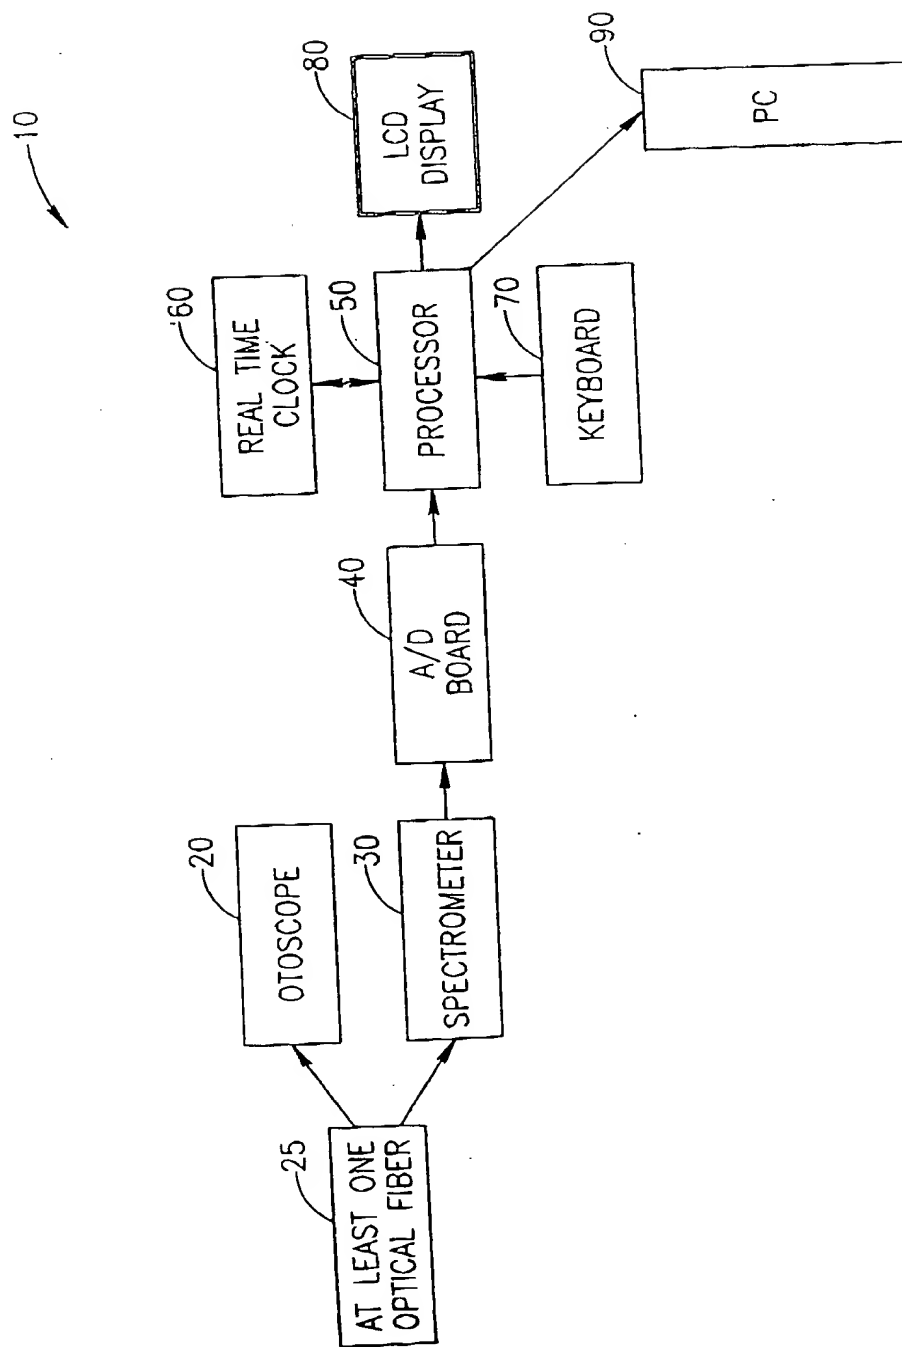 10
25
AT LEAST ONE
OPTICAL FIBER
20
OTOSCOPE
30
SPECTROMETER
40
A/D
BOARD
60
REAL TIME
CLOCK
50
PROCESSOR
70
KEYBOARD
80
LCD
DISPLAY
90
PC